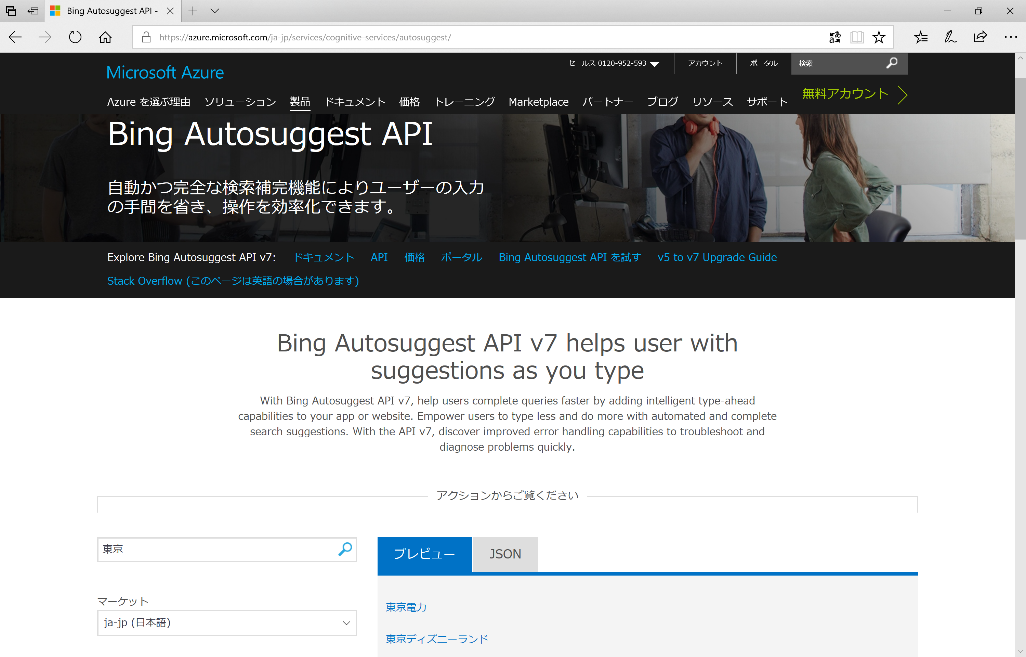 Bing Autosuggest API -
https://azure.microsoft.com/ja-jp/services/cognitive-services/autosuggest/
Microsoft Azure
セールス 0120-952-593 アカウント ポータル 検索
Azure を選ぶ理由 ソリューション 製品 ドキュメント 価格 トレーニング Marketplace パートナー ブログ リソース サポート 無料アカウント
Bing Autosuggest API
自動かつ完全な検索補完機能によりユーザーの入力
の手間を省き、操作を効率化できます。
Explore Bing Autosuggest API v7: ドキュメント API 価格 ポータル Bing Autosuggest API を試す v5 to v7 Upgrade Guide
Stack Overflow (このページは英語の場合があります)
Bing Autosuggest API v7 helps user with
suggestions as you type
With Bing Autosuggest API v7, help users complete queries faster by adding intelligent type-ahead
capabilities to your app or website. Empower users to type less and do more with automated and complete
search suggestions. With the API v7, discover improved error handling capabilities to troubleshoot and
diagnose problems quickly.
アクションからご覧ください
東京
プレビュー JSON
マーケット
ja-jp (日本語)
東京電力
東京ディズニーランド